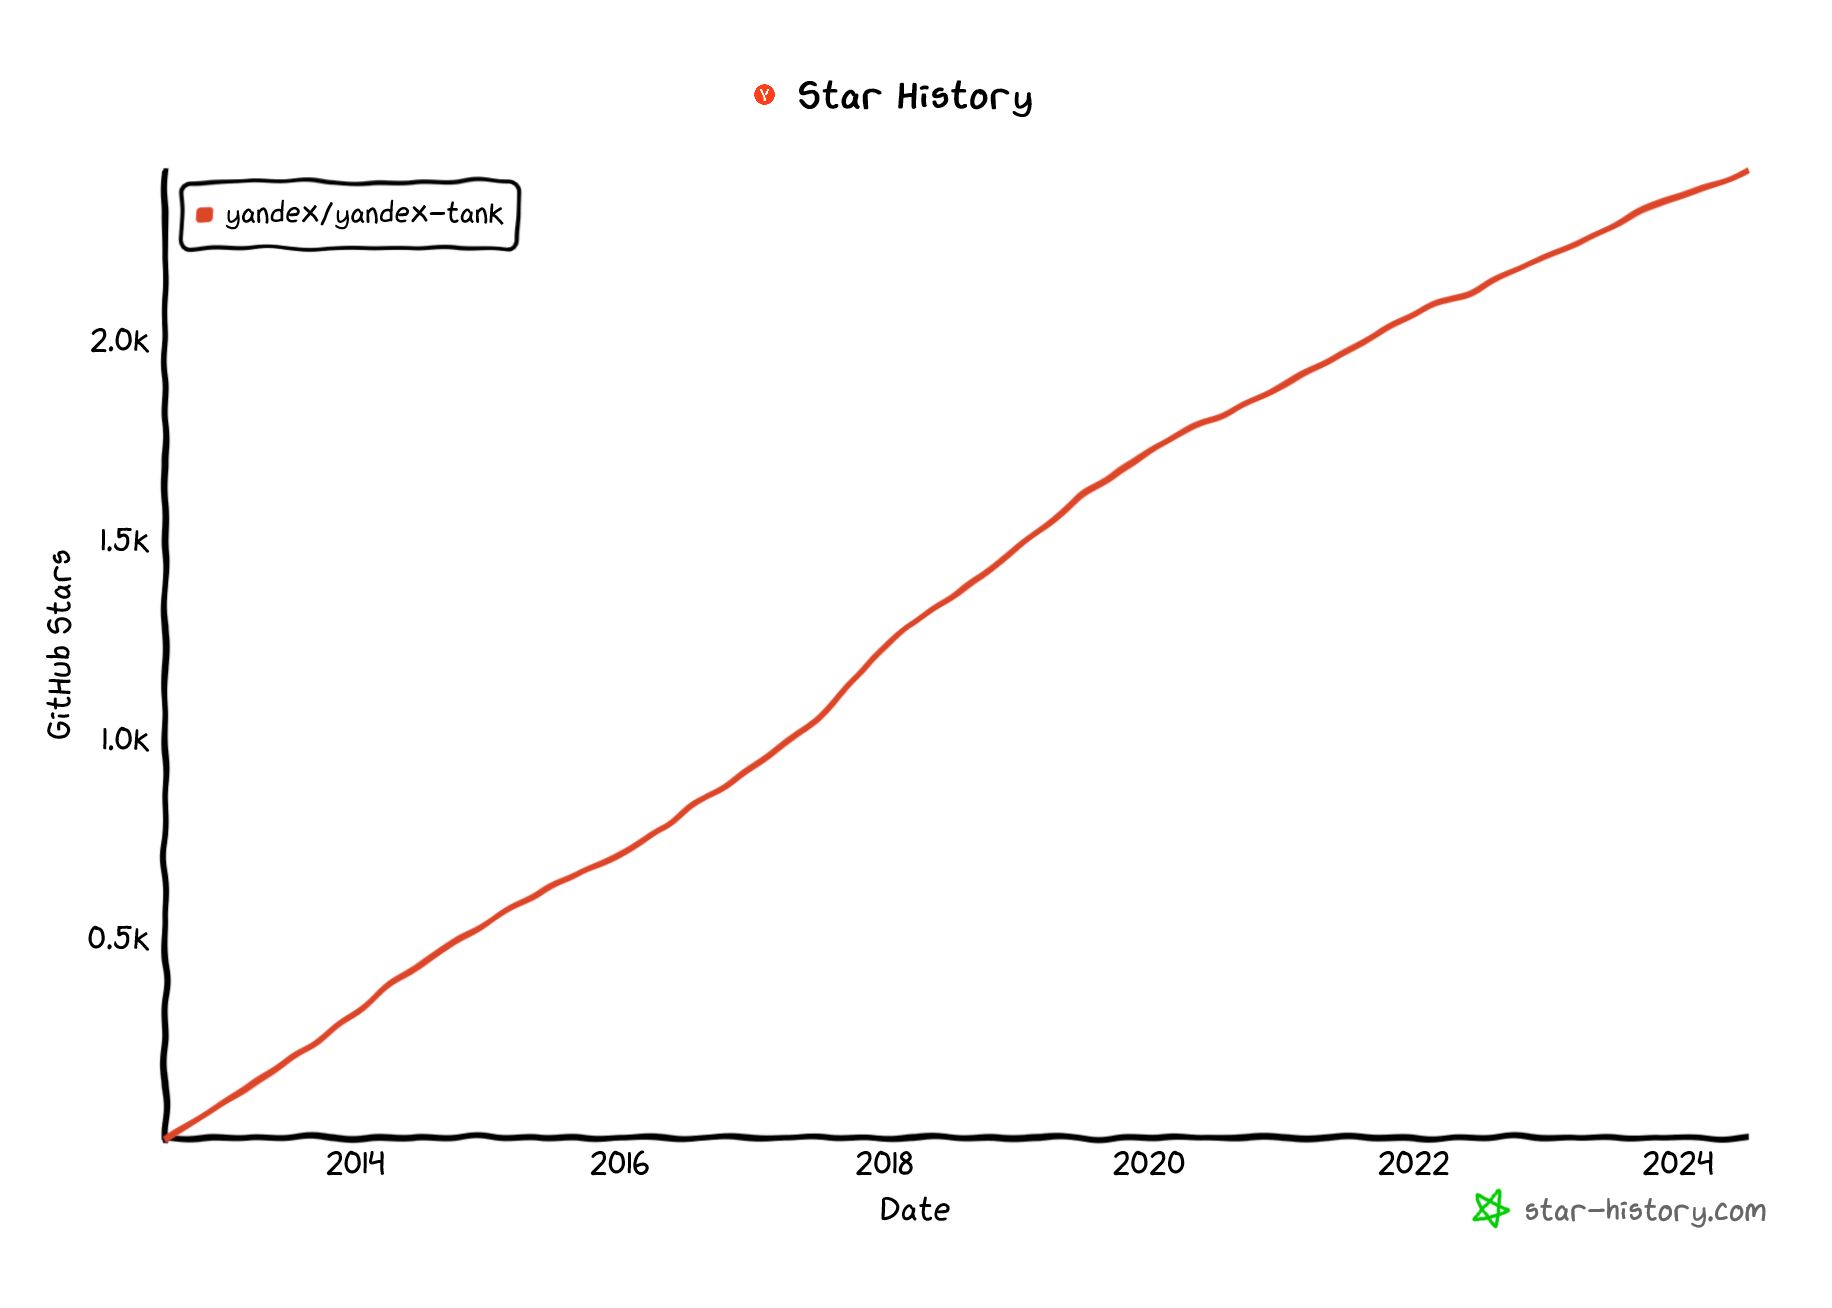 Y Star History
yandex/yandex-tank
2.0k
1.5k
1.0k
0.5k
GitHub Stars
2014 2016 2018 2020 2022 2024
Date
star-history.com